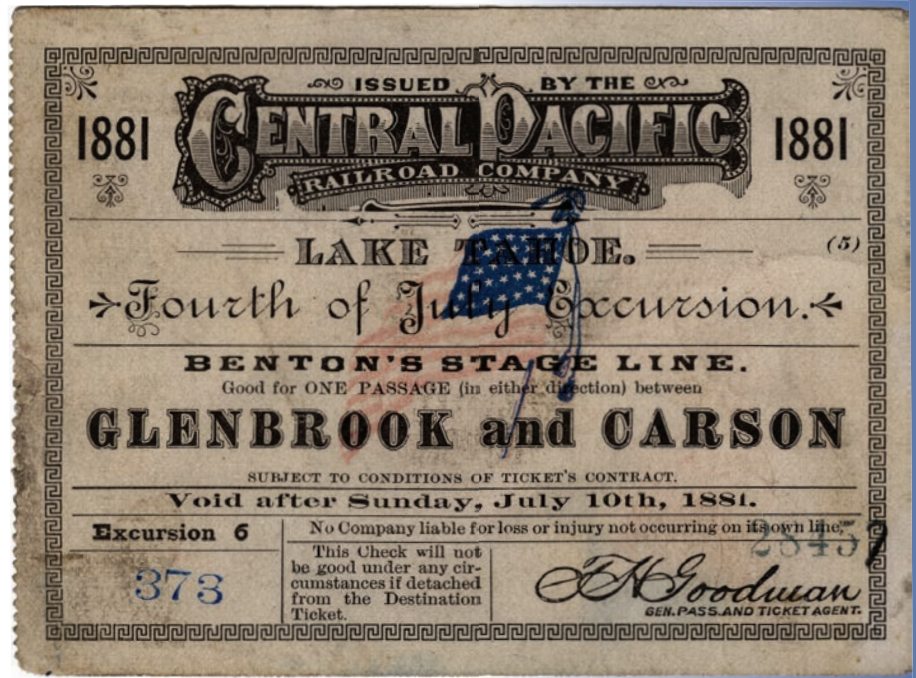 ISSUED BY THE
1881 CENTRAL PACIFIC 1881
RAILROAD COMPANY
LAKE TAHOE. (5)
Fourth of July Excursion.
BENTON'S STAGE LINE.
Good for ONE PASSAGE (in either direction) between
GLENBROOK and CARSON
SUBJECT TO CONDITIONS OF TICKET'S CONTRACT.
Void after Sunday, July 10th, 1881.
Excursion 6
373
No Company liable for loss or injury not occurring on its own line.
This Check will not
be good under any cir-
cumstances if detached
from the Destination
Ticket.
28457
F H Goodman
GEN. PASS. AND TICKET AGENT.